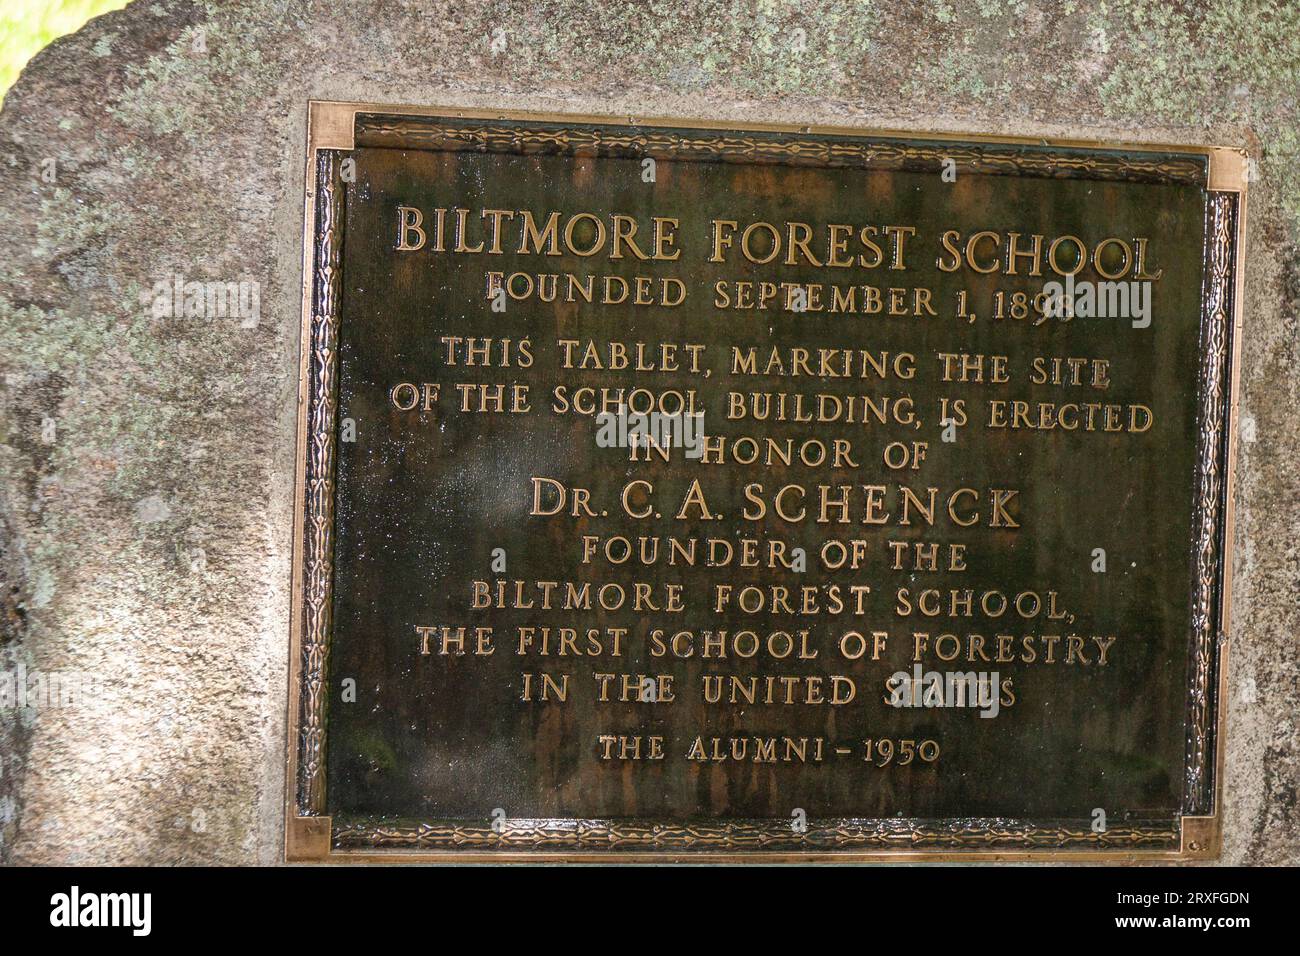 BILTMORE FOREST SCHOOL
FOUNDED SEPTEMBER 1, 1898
THIS TABLET, MARKING THE SITE
OF THE SCHOOL BUILDING, IS ERECTED
IN HONOR OF
DR. C. A. SCHENCK
FOUNDER OF THE
BILTMORE FOREST SCHOOL,
THE FIRST SCHOOL OF FORESTRY
IN THE UNITED STATES
THE ALUMNI – 1950
alamy
alamy
Image ID: 2RXFGDN
www.alamy.com